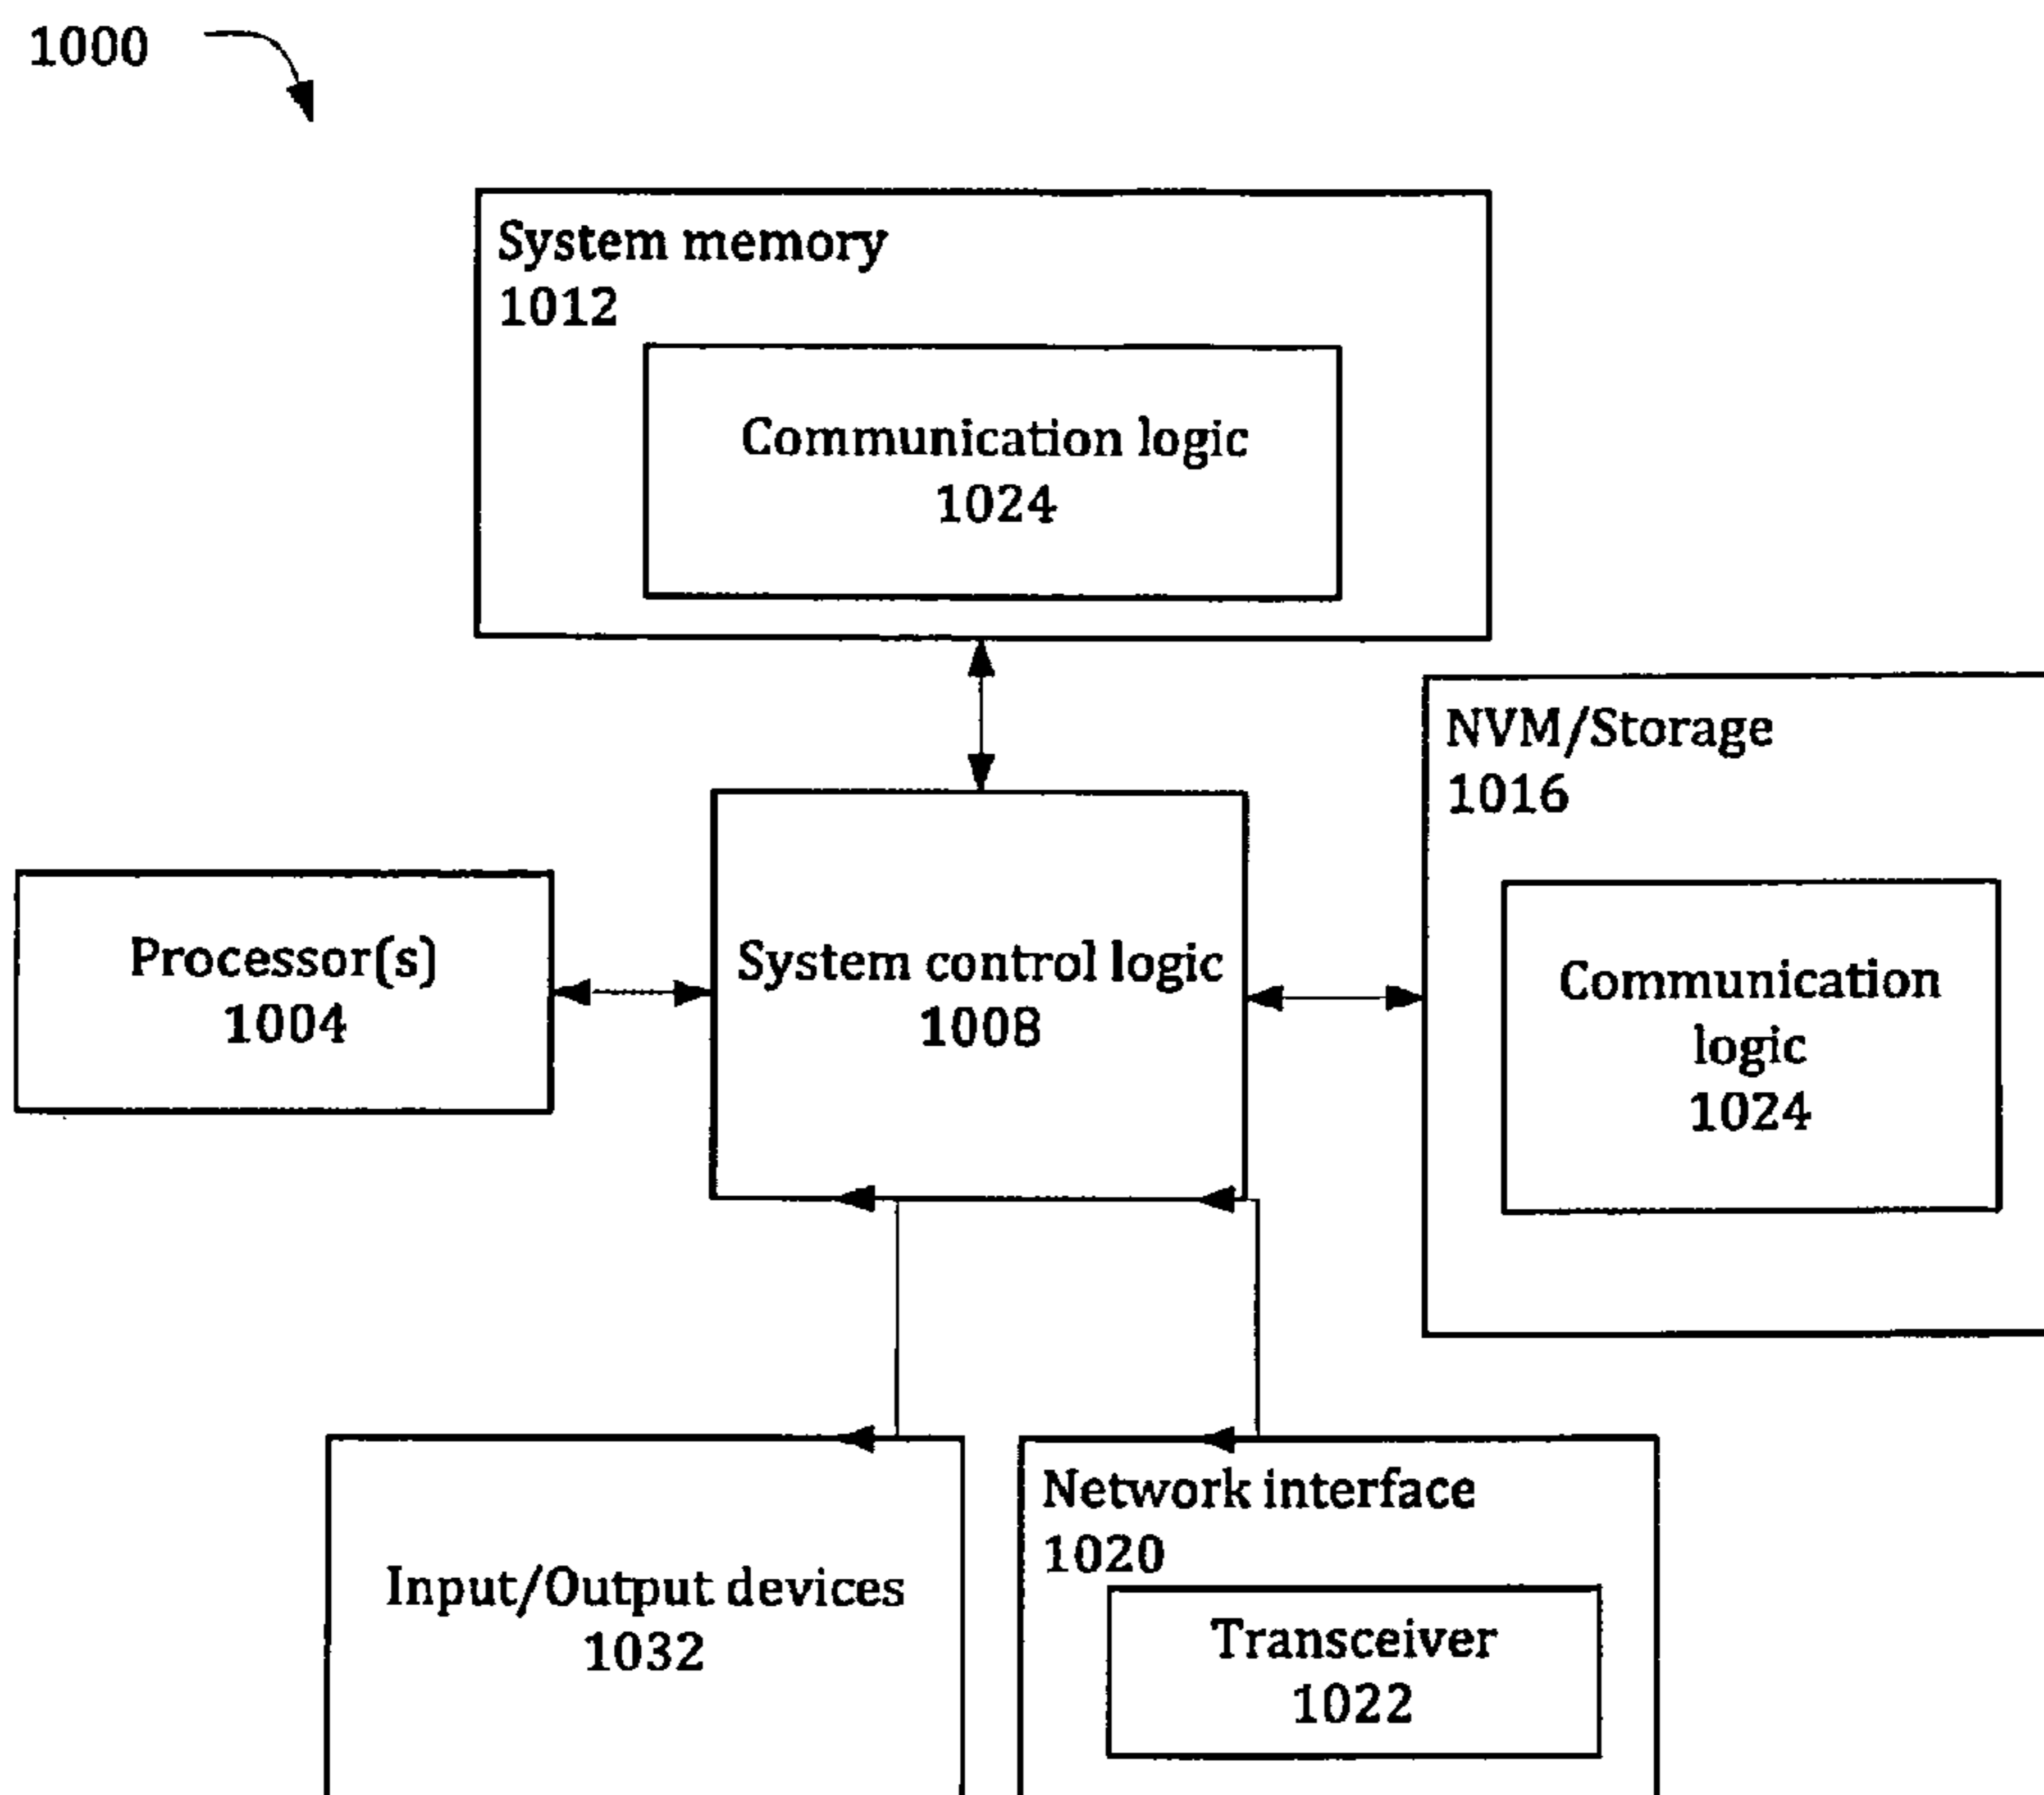 1000
System memory
1012
Communication logic
1024
NVM/Storage
1016
Processor(s)
1004
System control logic
1008
Communication
logic
1024
Input/Output devices
1032
Network interface
1020
Transceiver
1022